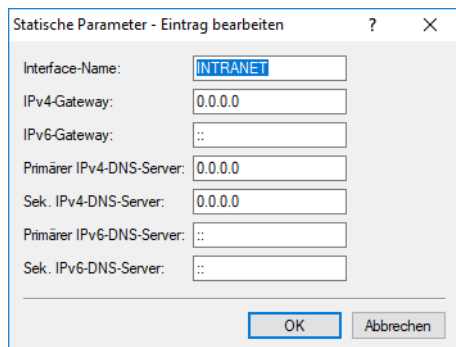 Statische Parameter - Eintrag bearbeiten ? ×
Interface-Name: INTRANET
IPv4-Gateway: 0.0.0.0
IPv6-Gateway: ::
Primärer IPv4-DNS-Server: 0.0.0.0
Sek. IPv4-DNS-Server: 0.0.0.0
Primärer IPv6-DNS-Server: ::
Sek. IPv6-DNS-Server: ::
OK Abbrechen